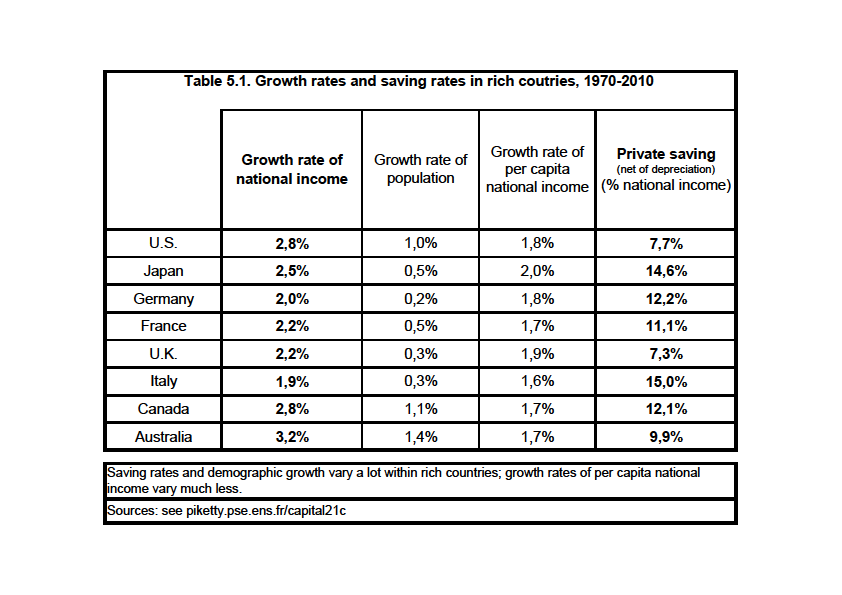 Table 5.1. Growth rates and saving rates in rich coutries, 1970-2010
Growth rate of
national income
Growth rate of
population
Growth rate of
per capita
national income
Private saving
(net of depreciation)
(% national income)
U.S. 2,8% 1,0% 1,8% 7,7%
Japan 2,5% 0,5% 2,0% 14,6%
Germany 2,0% 0,2% 1,8% 12,2%
France 2,2% 0,5% 1,7% 11,1%
U.K. 2,2% 0,3% 1,9% 7,3%
Italy 1,9% 0,3% 1,6% 15,0%
Canada 2,8% 1,1% 1,7% 12,1%
Australia 3,2% 1,4% 1,7% 9,9%
Saving rates and demographic growth vary a lot within rich countries; growth rates of per capita national
income vary much less.
Sources: see piketty.pse.ens.fr/capital21c